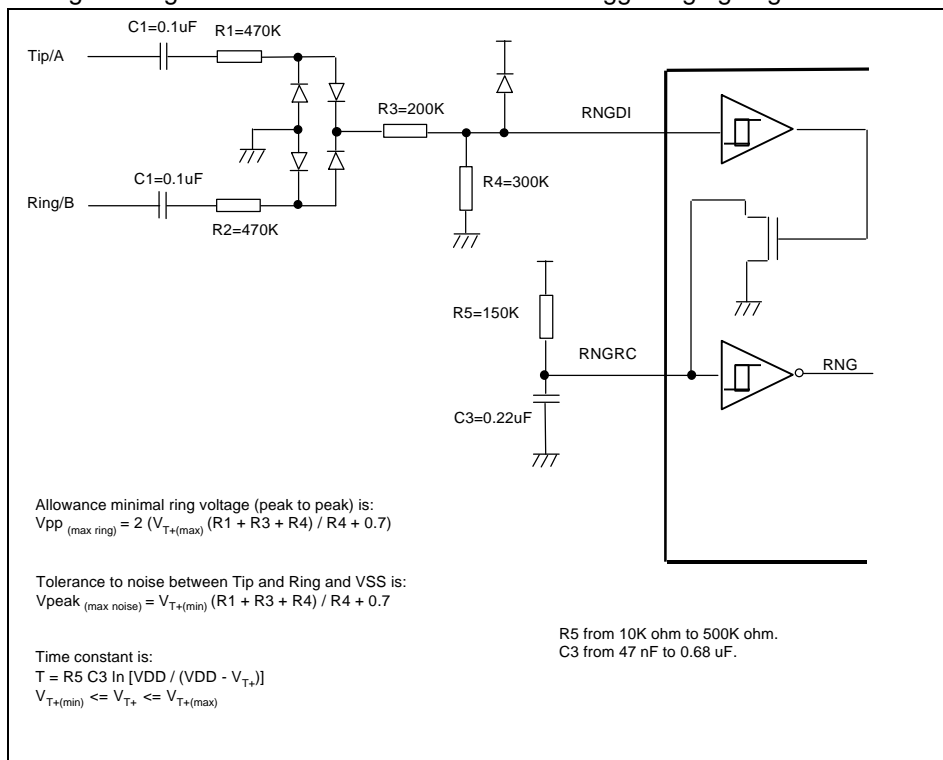 C1=0.1uF
R1=470K
Tip/A
R3=200K
RNGDI
R4=300K
C1=0.1uF
Ring/B
R2=470K
R5=150K
RNGRC
RNG
C3=0.22uF
Allowance minimal ring voltage (peak to peak) is:
Vpp (max ring) = 2 (VT+(max) (R1 + R3 + R4) / R4 + 0.7)
Tolerance to noise between Tip and Ring and VSS is:
Vpeak (max noise) = VT+(min) (R1 + R3 + R4) / R4 + 0.7
R5 from 10K ohm to 500K ohm.
C3 from 47 nF to 0.68 uF.
Time constant is:
T = R5 C3 In [VDD / (VDD - VT+)]
VT+(min) <= VT+ <= VT+(max)